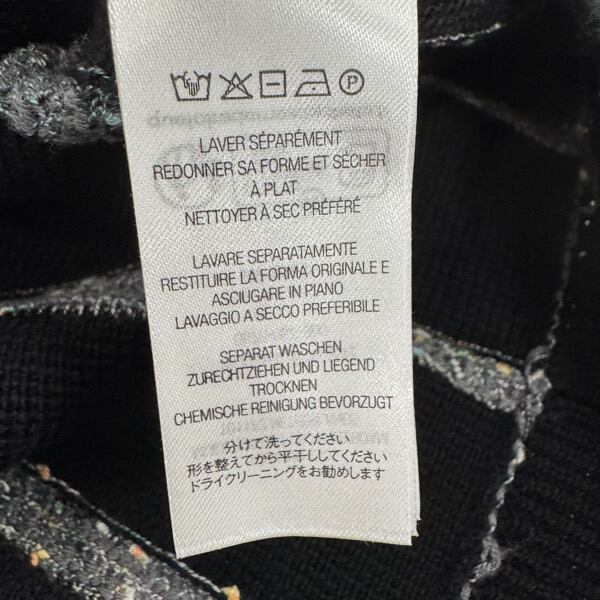 P
LAVER SÉPARÉMENT
REDONNER SA FORME ET SÉCHER
À PLAT
NETTOYER À SEC PRÉFÉRÉ
LAVARE SEPARATAMENTE
RESTITUIRE LA FORMA ORIGINALE E
ASCIUGARE IN PIANO
LAVAGGIO A SECCO PREFERIBILE
SEPARAT WASCHEN
ZURECHTZIEHEN UND LIEGEND
TROCKNEN
CHEMISCHE REINIGUNG BEVORZUGT
分けて洗ってください
形を整えてから平干ししてください
ドライクリーニングをお勧めします